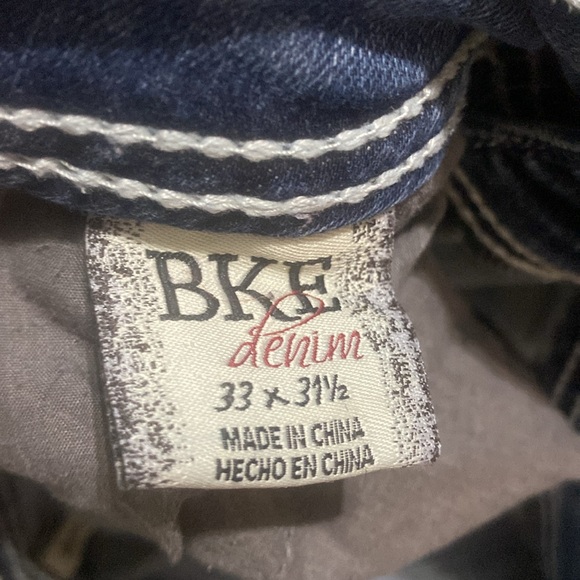 BKE
denim
33 x 31½
MADE IN CHINA
HECHO EN CHINA